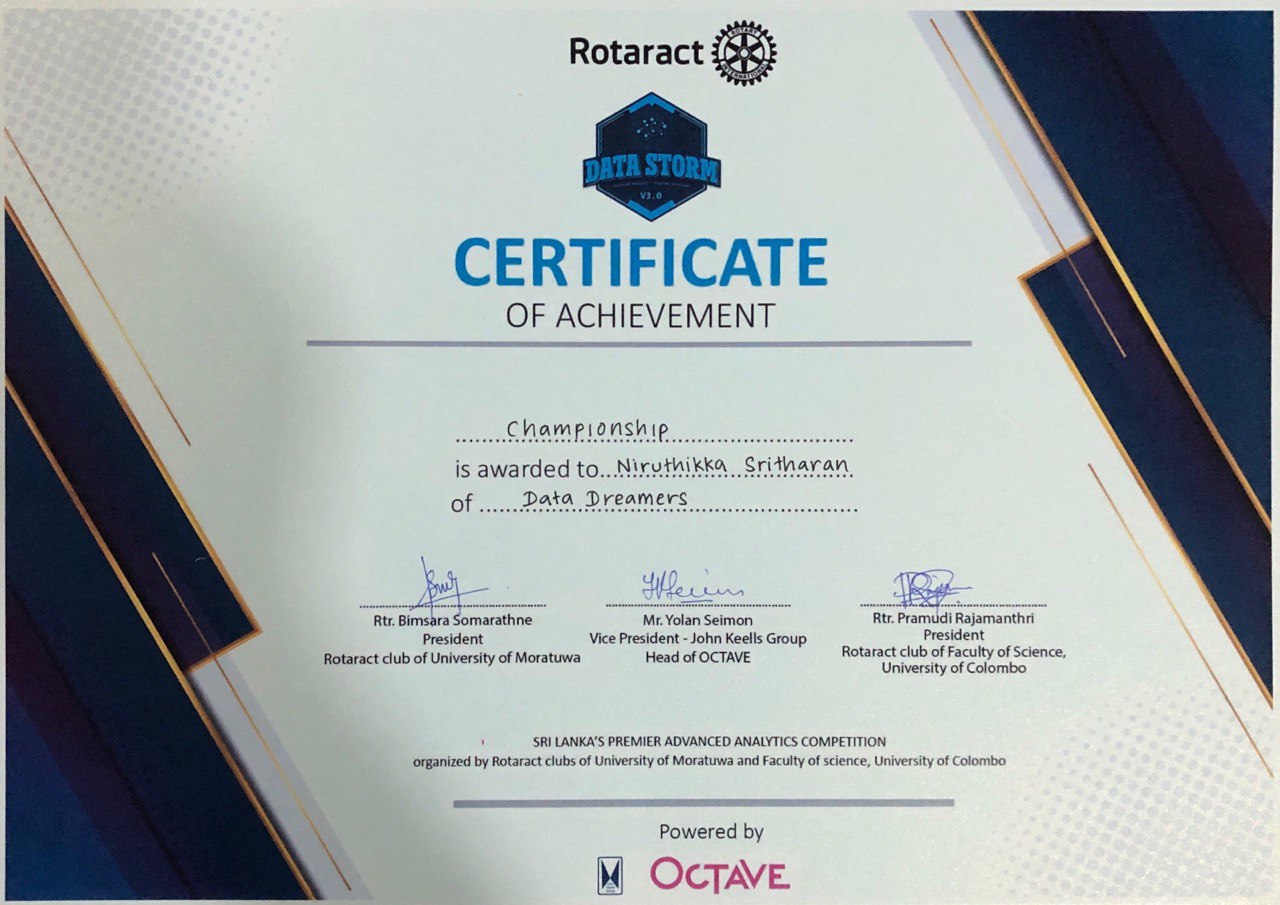 Rotaract
ROTARY INTERNATIONAL
DATA STORM
V3.0
CERTIFICATE
OF ACHIEVEMENT
Championship
is awarded to Niruthikka Sritharan
of Data Dreamers
Rtr. Bimsara Somarathne
President
Rotaract club of University of Moratuwa
Mr. Yolan Seimon
Vice President - John Keells Group
Head of OCTAVE
Rtr. Pramudi Rajamanthri
President
Rotaract club of Faculty of Science,
University of Colombo
SRI LANKA'S PREMIER ADVANCED ANALYTICS COMPETITION
organized by Rotaract clubs of University of Moratuwa and Faculty of science, University of Colombo
Powered by
OCTAVE